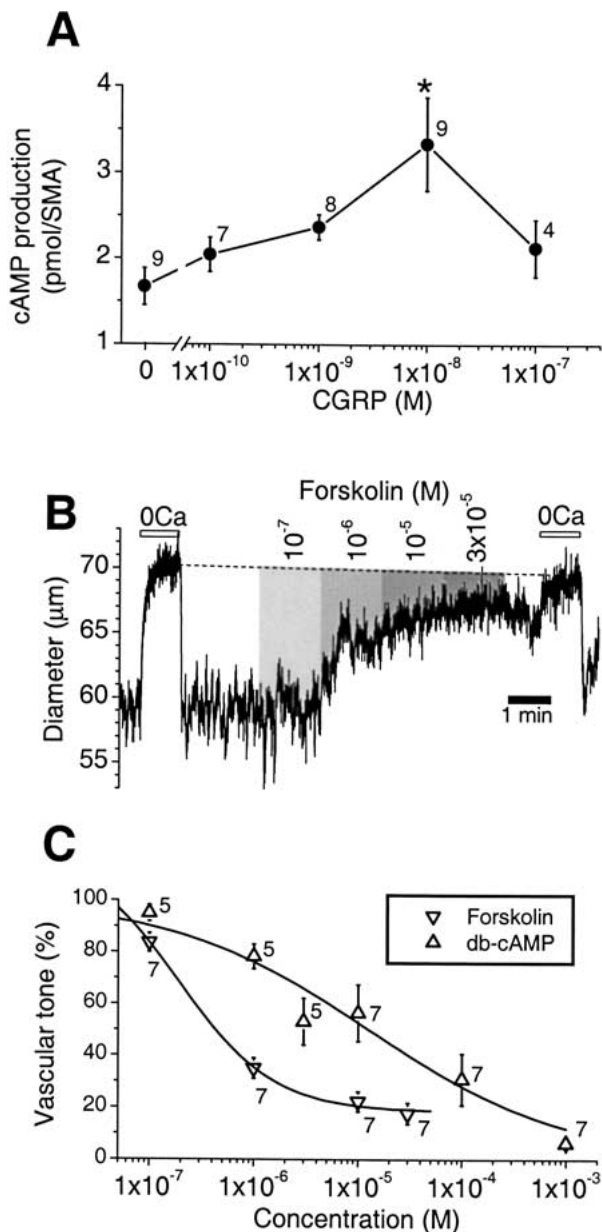 A
cAMP production
(pmol/SMA)
4
3
2
1
9
7
8
*
9
4
0
1x10⁻¹⁰
1x10⁻⁹
1x10⁻⁸
1x10⁻⁷
CGRP (M)
B
Forskolin (M)
0Ca
10⁻⁷
10⁻⁶
10⁻⁵
3x10⁻⁵
0Ca
Diameter (µm)
70
65
60
55
1 min
C
Vascular tone (%)
100
80
60
40
20
0
Forskolin
db-cAMP
5
7
5
5
7
7
7
7
7
7
1x10⁻⁷
1x10⁻⁶
1x10⁻⁵
1x10⁻⁴
1x10⁻³
Concentration (M)